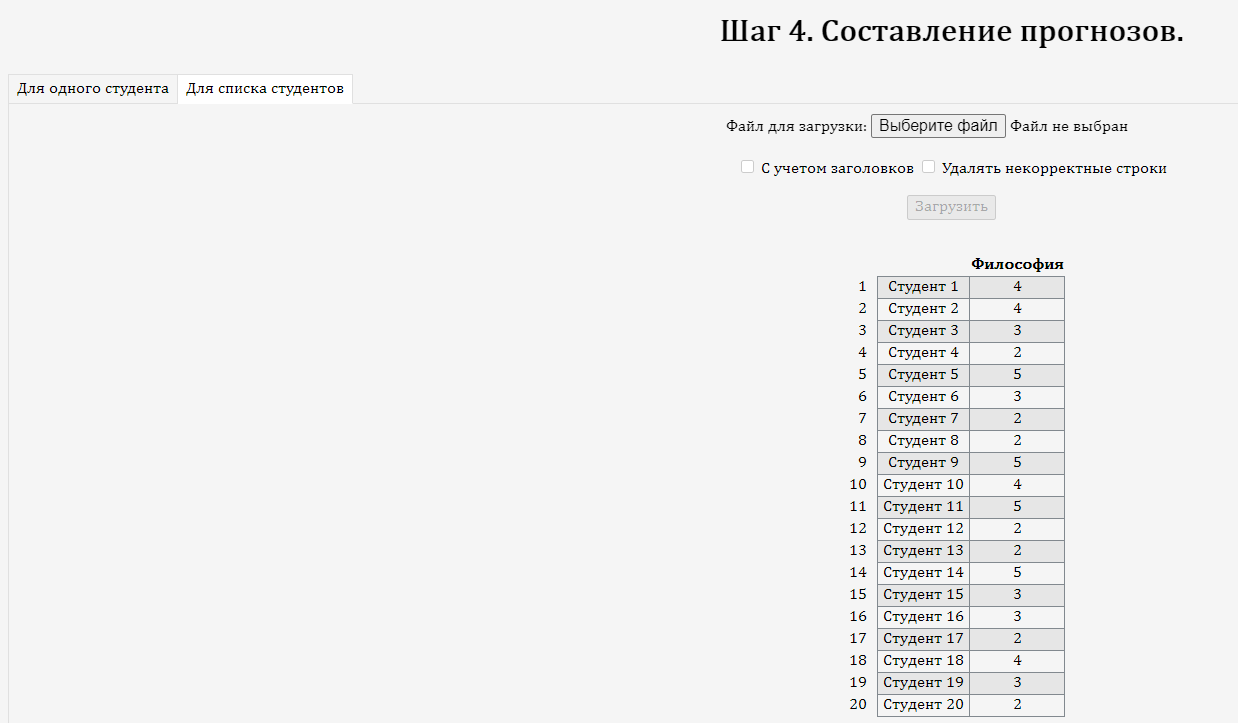 Шаг 4. Составление прогнозов.
Для одного студента Для списка студентов
Файл для загрузки: Выберите файл Файл не выбран
С учетом заголовков Удалять некорректные строки
Загрузить
Философия
1 Студент 1 4
2 Студент 2 4
3 Студент 3 3
4 Студент 4 2
5 Студент 5 5
6 Студент 6 3
7 Студент 7 2
8 Студент 8 2
9 Студент 9 5
10 Студент 10 4
11 Студент 11 5
12 Студент 12 2
13 Студент 13 2
14 Студент 14 5
15 Студент 15 3
16 Студент 16 3
17 Студент 17 2
18 Студент 18 4
19 Студент 19 3
20 Студент 20 2